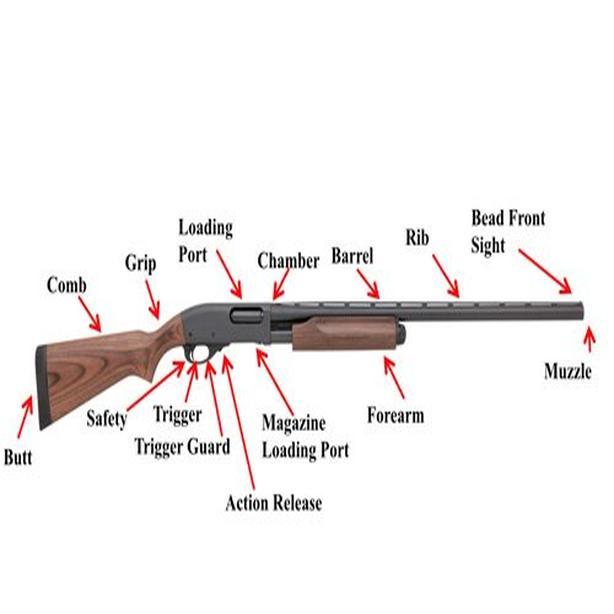 Bead Front
Sight
Loading
Port
Rib
Barrel
Chamber
Grip
Comb
Muzzle
Safety
Trigger
Trigger Guard
Magazine
Loading Port
Forearm
Butt
Action Release